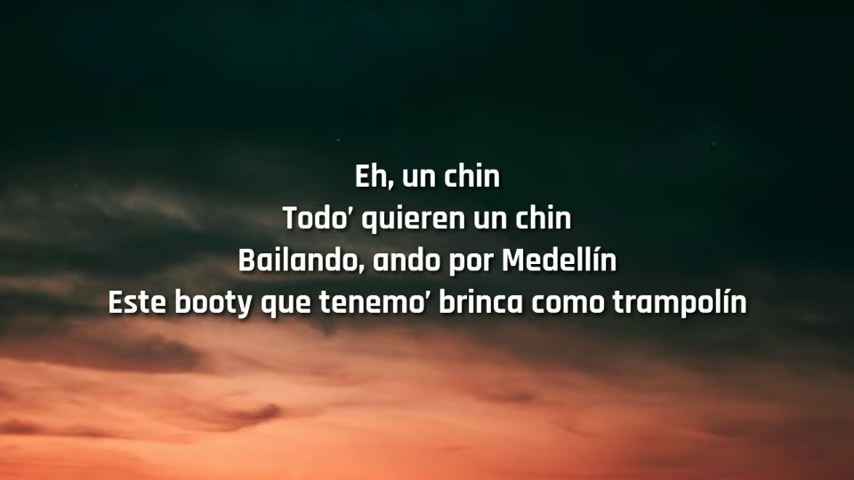 Eh, un chin
Todo’ quieren un chin
Bailando, ando por Medellín
Este booty que tenemo’ brinca como trampolín